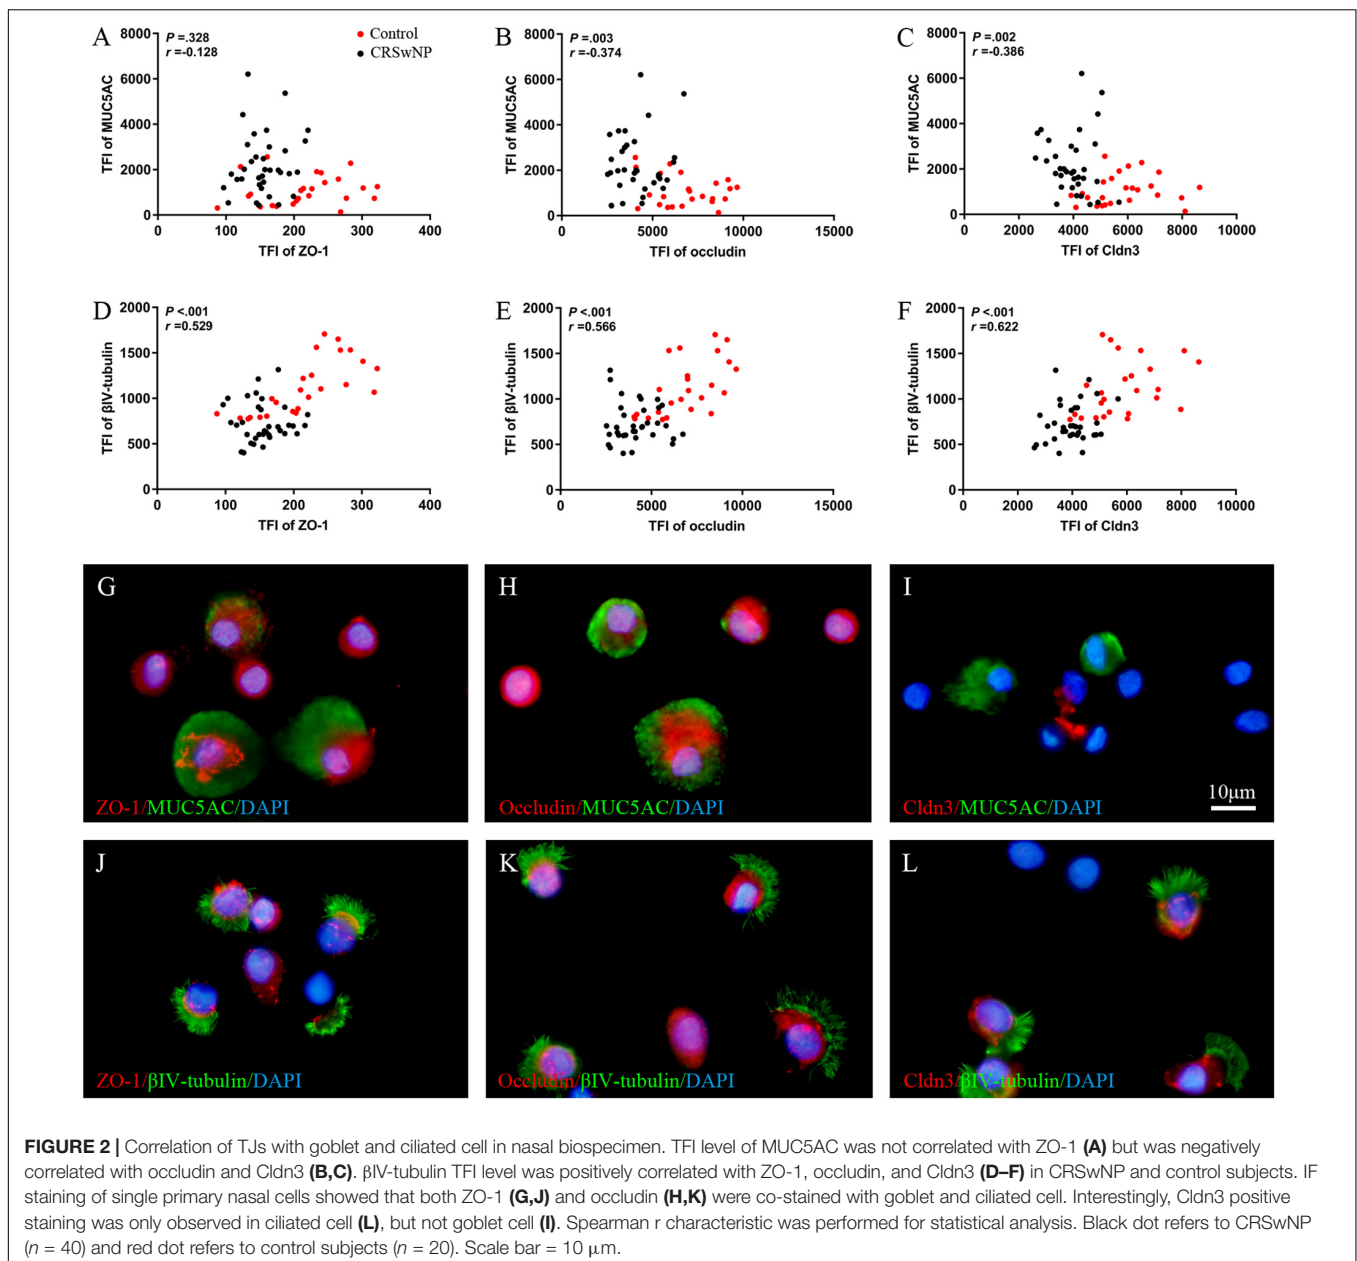 A
P =.328
r =-0.128
Control
CRSwNP
8000
6000
4000
2000
0
TFI of MUC5AC
0 100 200 300 400
TFI of ZO-1
B
P =.003
r =-0.374
8000
6000
4000
2000
0
TFI of MUC5AC
0 5000 10000 15000
TFI of occludin
C
P =.002
r =-0.386
8000
6000
4000
2000
0
TFI of MUC5AC
0 2000 4000 6000 8000 10000
TFI of Cldn3
D
P <.001
r =0.529
2000
1500
1000
500
0
TFI of βIV-tubulin
0 100 200 300 400
TFI of ZO-1
E
P <.001
r =0.566
2000
1500
1000
500
0
TFI of βIV-tubulin
0 5000 10000 15000
TFI of occludin
F
P <.001
r =0.622
2000
1500
1000
500
0
TFI of βIV-tubulin
0 2000 4000 6000 8000 10000
TFI of Cldn3
G
ZO-1/MUC5AC/DAPI
H
Occludin/MUC5AC/DAPI
I
Cldn3/MUC5AC/DAPI
10μm
J
ZO-1/βIV-tubulin/DAPI
K
Occludin/βIV-tubulin/DAPI
L
Cldn3/βIV-tubulin/DAPI
FIGURE 2 | Correlation of TJs with goblet and ciliated cell in nasal biospecimen. TFI level of MUC5AC was not correlated with ZO-1 (A) but was negatively
correlated with occludin and Cldn3 (B,C). βIV-tubulin TFI level was positively correlated with ZO-1, occludin, and Cldn3 (D–F) in CRSwNP and control subjects. IF
staining of single primary nasal cells showed that both ZO-1 (G,J) and occludin (H,K) were co-stained with goblet and ciliated cell. Interestingly, Cldn3 positive
staining was only observed in ciliated cell (L), but not goblet cell (I). Spearman r characteristic was performed for statistical analysis. Black dot refers to CRSwNP
(n = 40) and red dot refers to control subjects (n = 20). Scale bar = 10 μm.